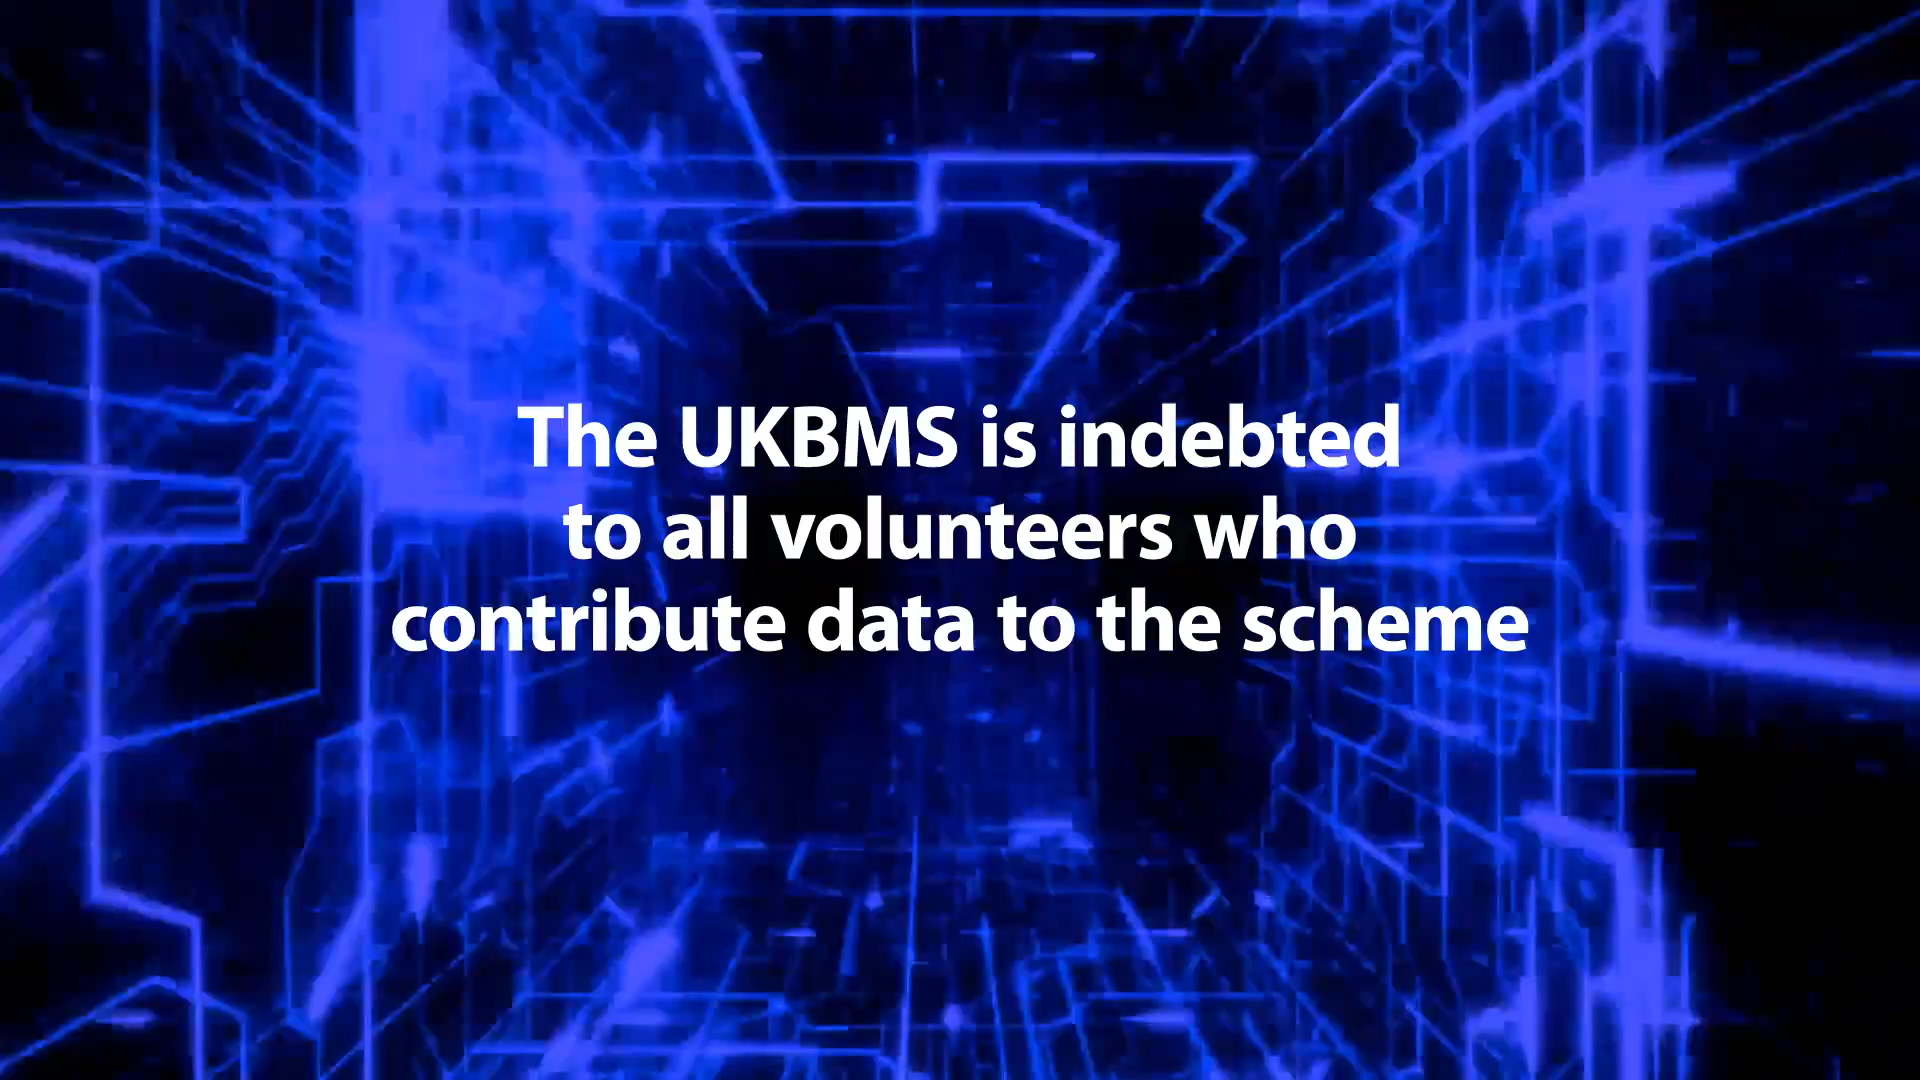 The UKBMS is indebted
to all volunteers who
contribute data to the scheme